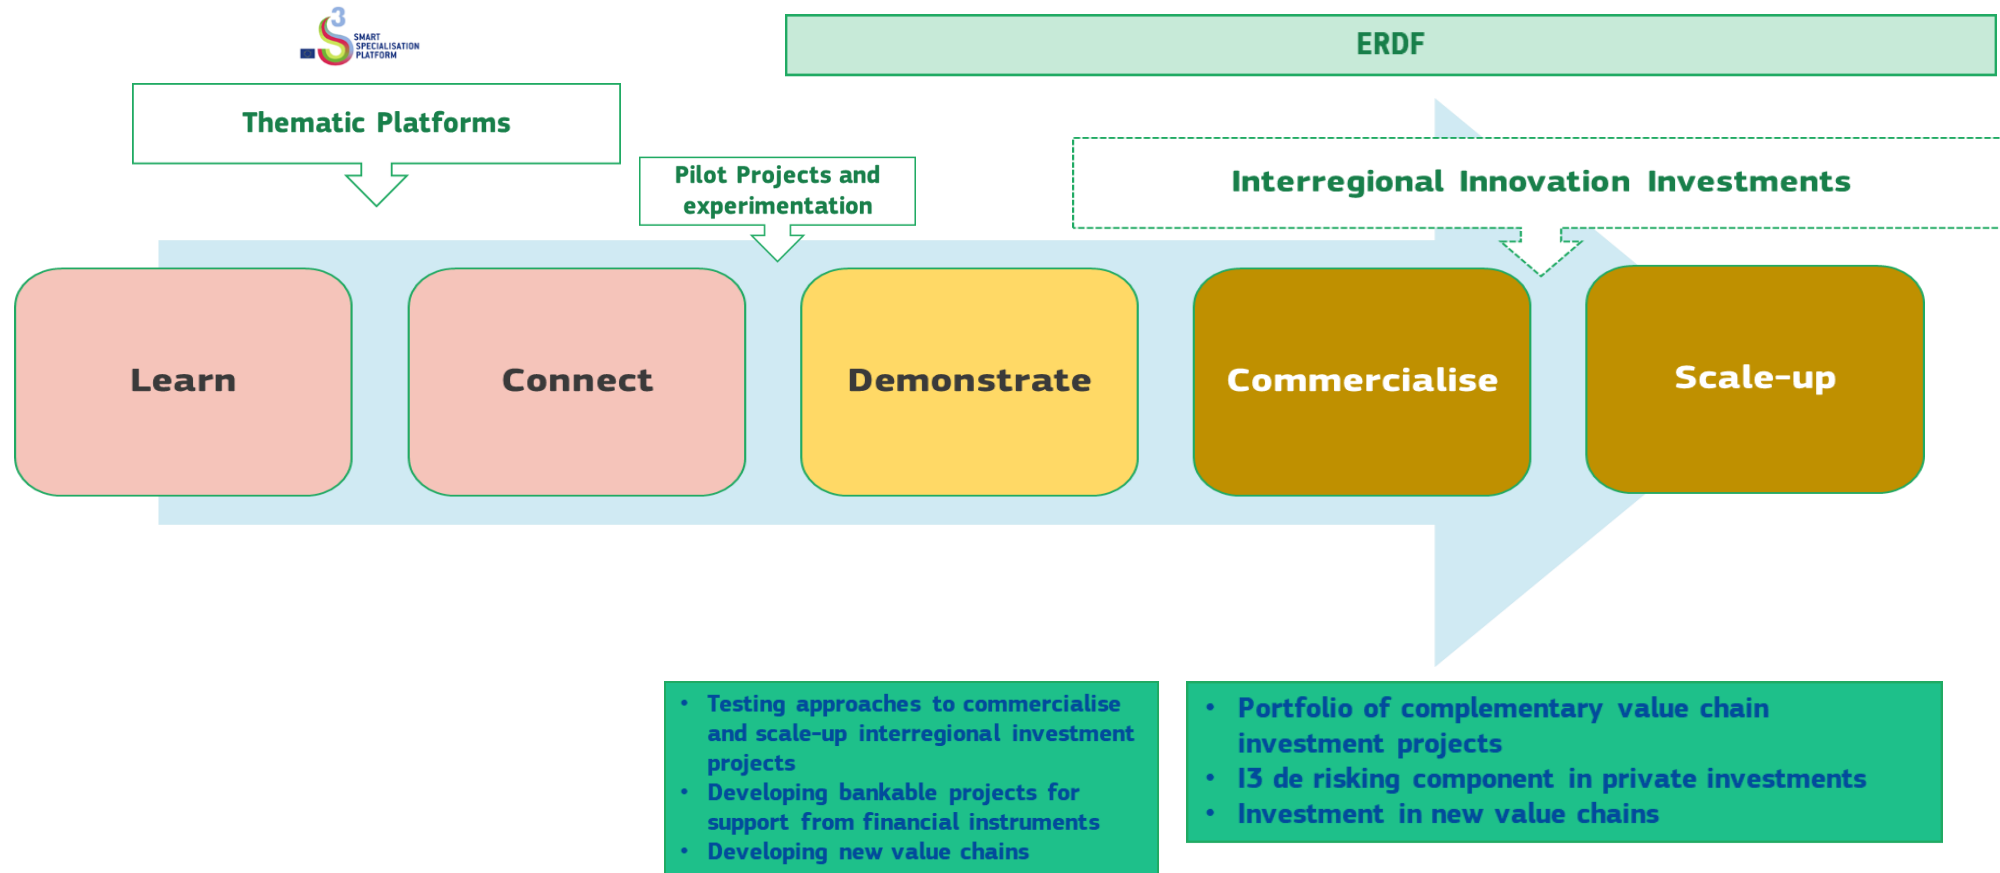 3
S
SMART
SPECIALISATION
PLATFORM
ERDF
Thematic Platforms
Pilot Projects and
experimentation
Interregional Innovation Investments
Learn
Connect
Demonstrate
Commercialise
Scale-up
• Testing approaches to commercialise
and scale-up interregional investment
projects
• Developing bankable projects for
support from financial instruments
• Developing new value chains
• Portfolio of complementary value chain
investment projects
• I3 de risking component in private investments
• Investment in new value chains